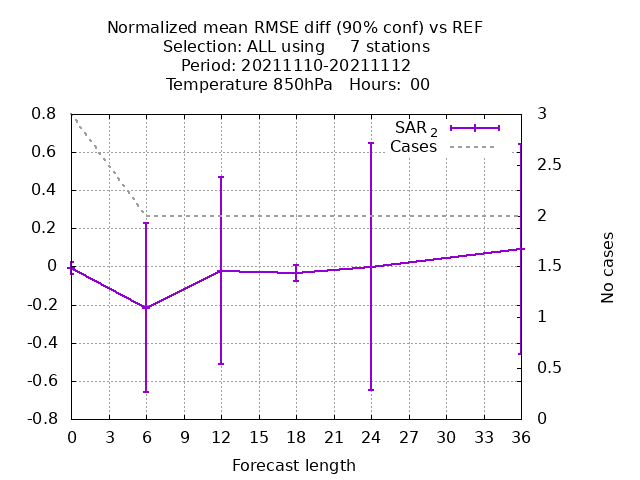 Normalized mean RMSE diff (90% conf) vs REF
Selection: ALL using     7 stations
Period: 20211110-20211112
Temperature 850hPa   Hours:  00
SAR 2
Cases
0.8
0.6
0.4
0.2
0
-0.2
-0.4
-0.6
-0.8
3
2.5
2
1.5
1
0.5
0
No cases
0 3 6 9 12 15 18 21 24 27 30 33 36
Forecast length